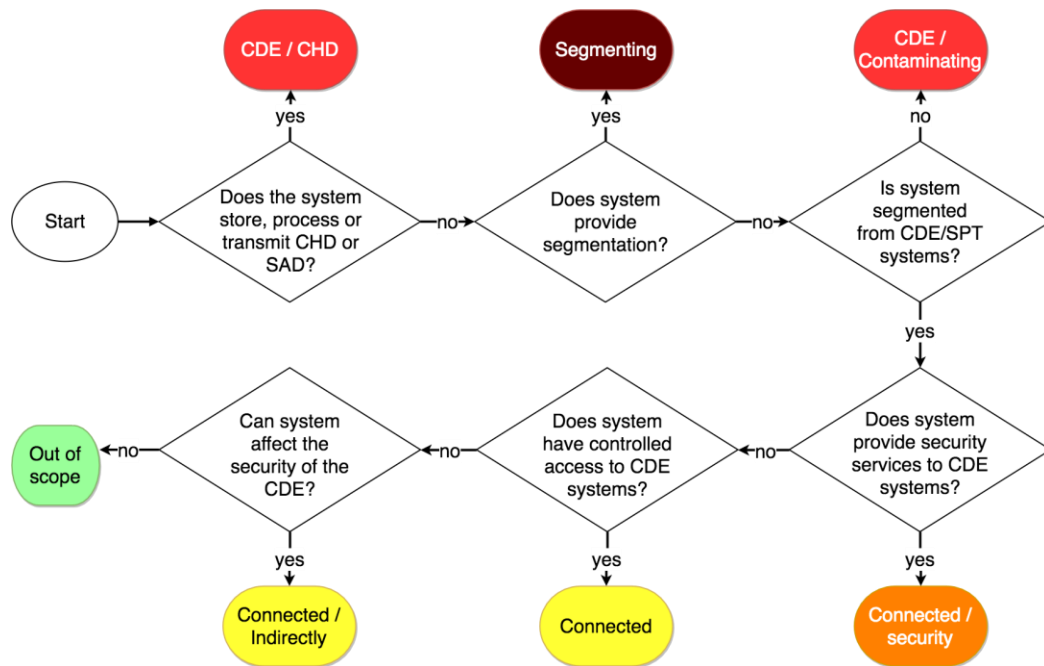 CDE / CHD
Segmenting
CDE /
Contaminating
yes
yes
no
Start
Does the system
store, process or
transmit CHD or
SAD?
no
Does system
provide
segmentation?
no
Is system
segmented
from CDE/SPT
systems?
yes
Out of
scope
no
Can system
affect the
security of the
CDE?
no
Does system
have controlled
access to CDE
systems?
no
Does system
provide security
services to CDE
systems?
yes
yes
yes
Connected /
Indirectly
Connected
Connected /
security